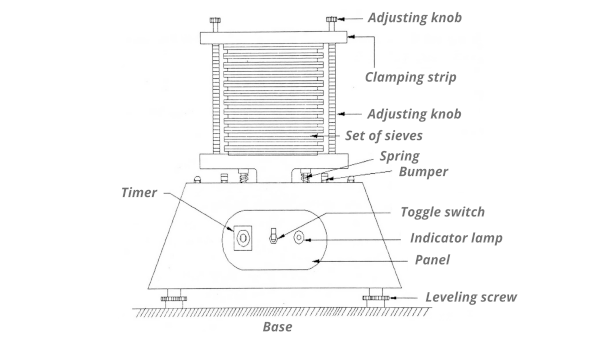 Adjusting knob
Clamping strip
Adjusting knob
Set of sieves
Spring
Bumper
Timer
Toggle switch
Indicator lamp
Panel
Leveling screw
Base